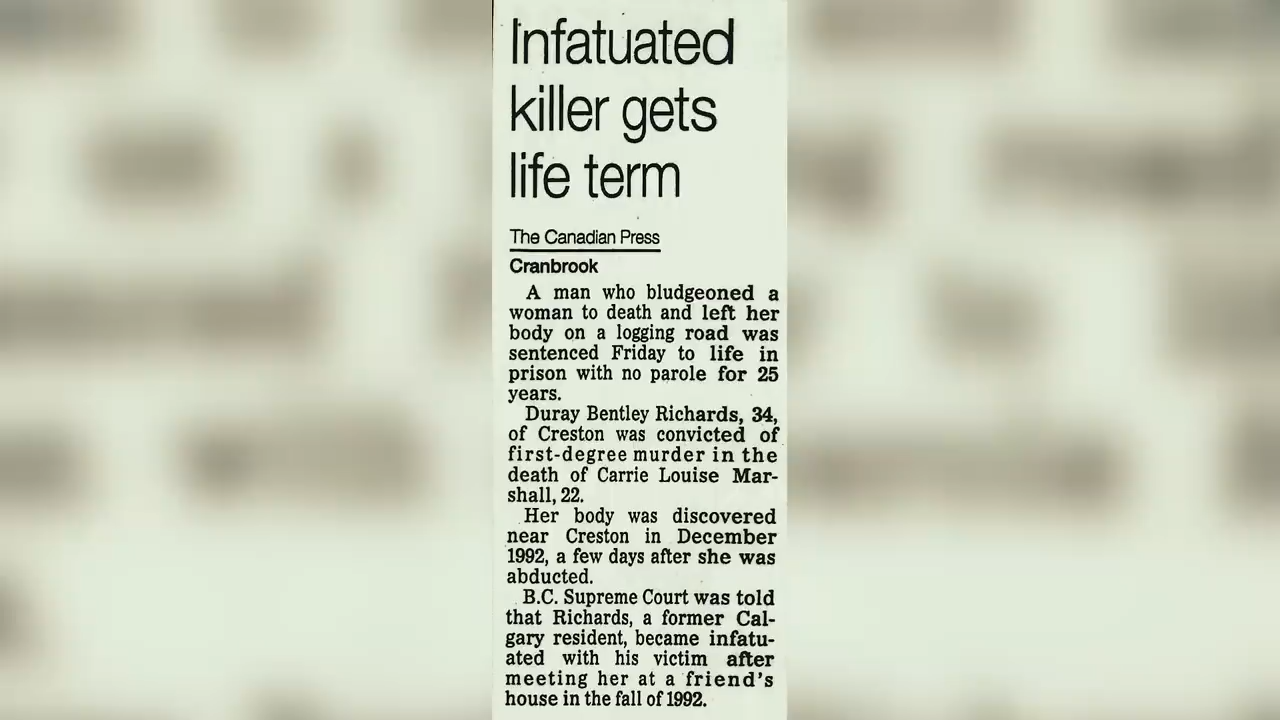 Infatuated
killer gets
life term
The Canadian Press
Cranbrook
A man who bludgeoned a
woman to death and left her
body on a logging road was
sentenced Friday to life in
prison with no parole for 25
years.
Duray Bentley Richards, 34,
of Creston was convicted of
first-degree murder in the
death of Carrie Louise Mar-
shall, 22.
Her body was discovered
near Creston in December
1992, a few days after she was
abducted.
B.C. Supreme Court was told
that Richards, a former Cal-
gary resident, became infatu-
ated with his victim after
meeting her at a friend's
house in the fall of 1992.